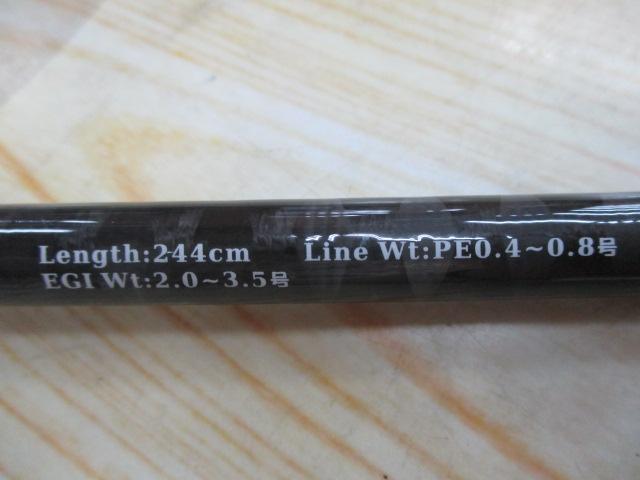 Length:244cm Line Wt:PE0.4~0.8号
EGI Wt:2.0~3.5号